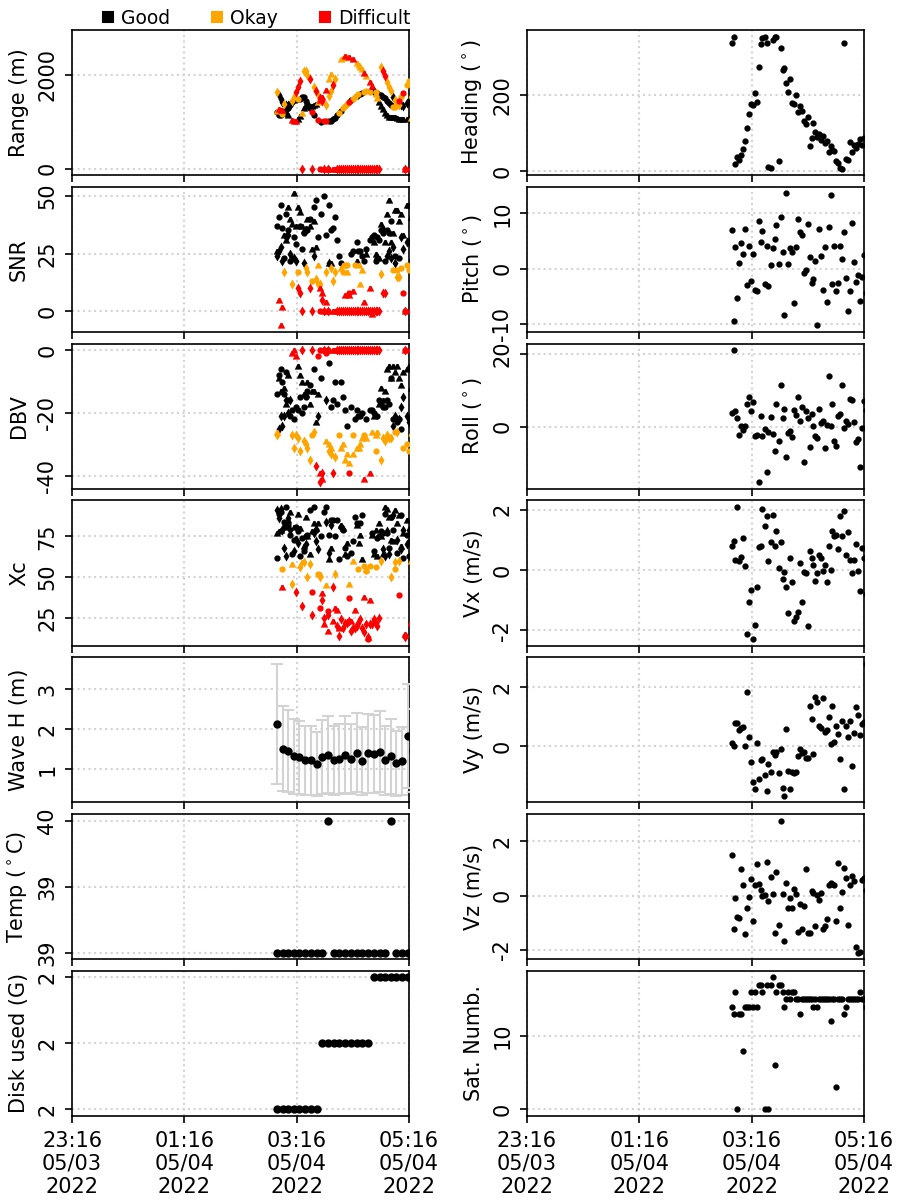 Good Okay Difficult
Range (m)
2000
0
Heading (°)
200
0
SNR
50
25
0
Pitch (°)
10
0
-10
DBV
0
-20
-40
Roll (°)
20
0
Xc
75
50
25
Vx (m/s)
2
0
-2
Wave H (m)
3
2
1
Vy (m/s)
2
0
Temp (°C)
40
39
39
Vz (m/s)
2
0
-2
Disk used (G)
2
2
2
Sat. Numb.
10
0
23:16 01:16 03:16 05:16
05/03 05/04 05/04 05/04
2022 2022 2022 2022
23:16 01:16 03:16 05:16
05/03 05/04 05/04 05/04
2022 2022 2022 2022